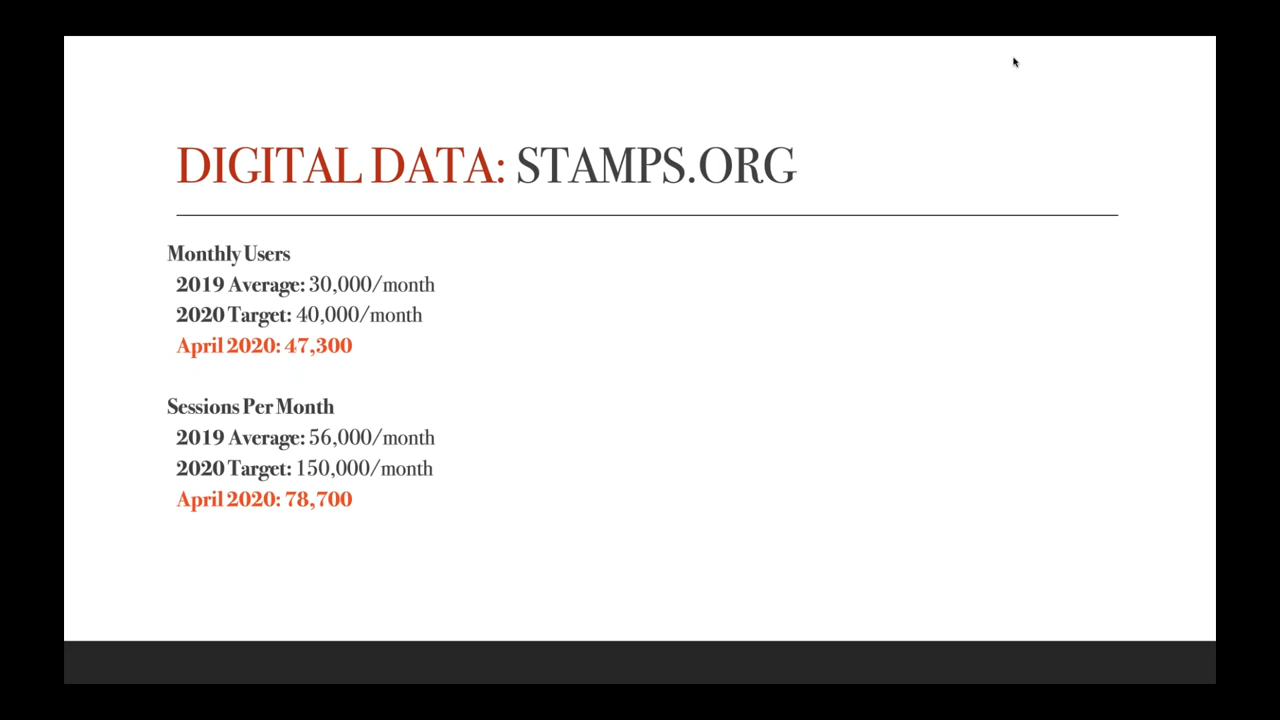 DIGITAL DATA: STAMPS.ORG
Monthly Users
2019 Average: 30,000/month
2020 Target: 40,000/month
April 2020: 47,300
Sessions Per Month
2019 Average: 56,000/month
2020 Target: 150,000/month
April 2020: 78,700